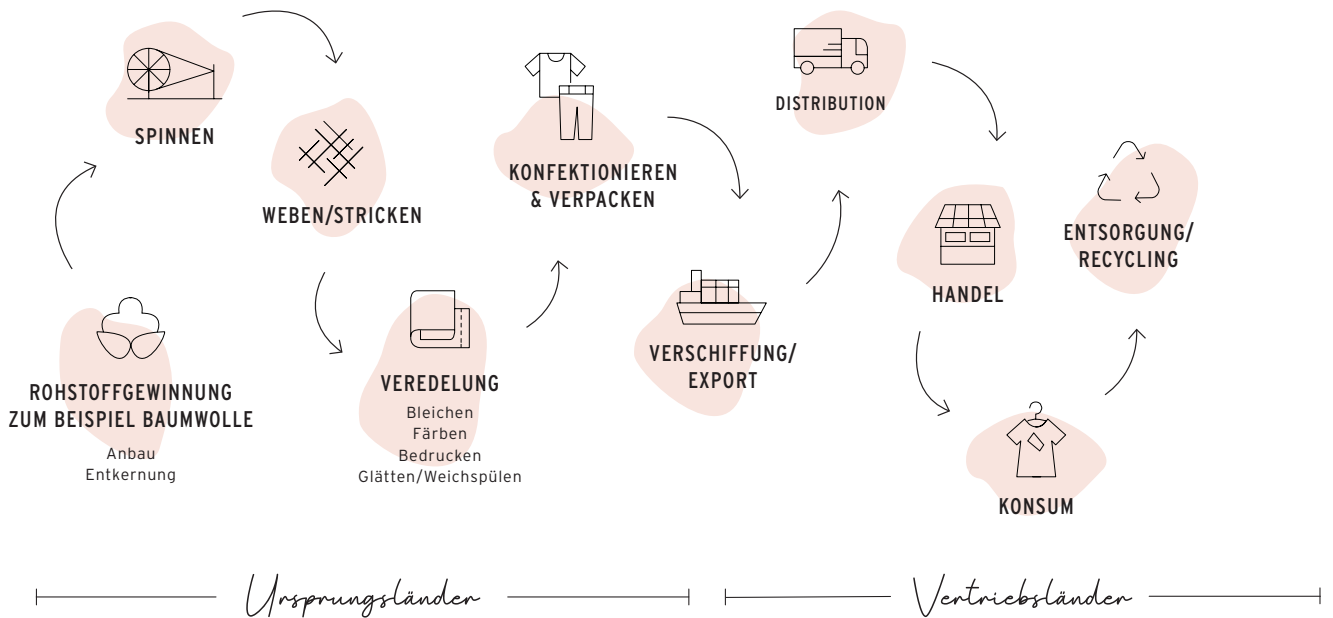 ROHSTOFFGEWINNUNG
ZUM BEISPIEL BAUMWOLLE
Anbau
Entkernung
SPINNEN
WEBEN/STRICKEN
VEREDELUNG
Bleichen
Färben
Bedrucken
Glätten/Weichspülen
KONFEKTIONIEREN
& VERPACKEN
VERSCHIFFUNG/
EXPORT
DISTRIBUTION
HANDEL
KONSUM
ENTSORGUNG/
RECYCLING
Ursprungsländer
Vertriebsländer